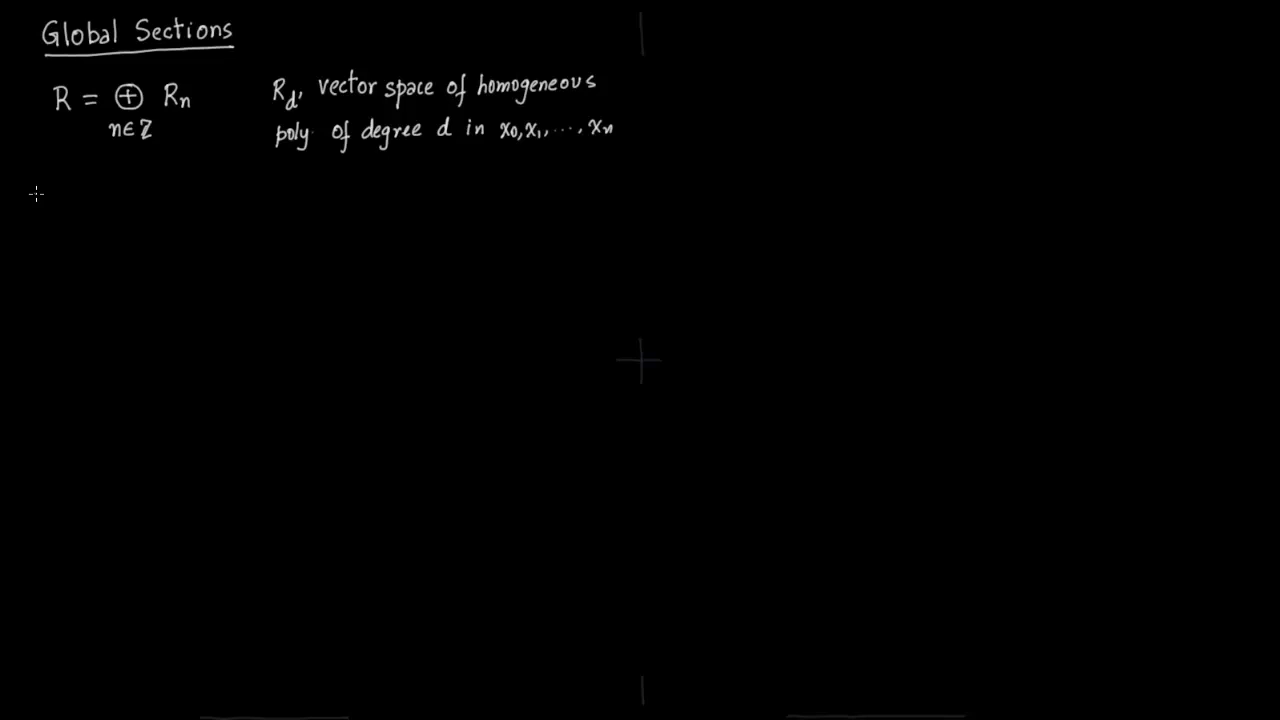 Global Sections
R = ⊕ Rn
n∈ℤ
Rd, vector space of homogeneous
poly. of degree d in x0, x1, ..., xn